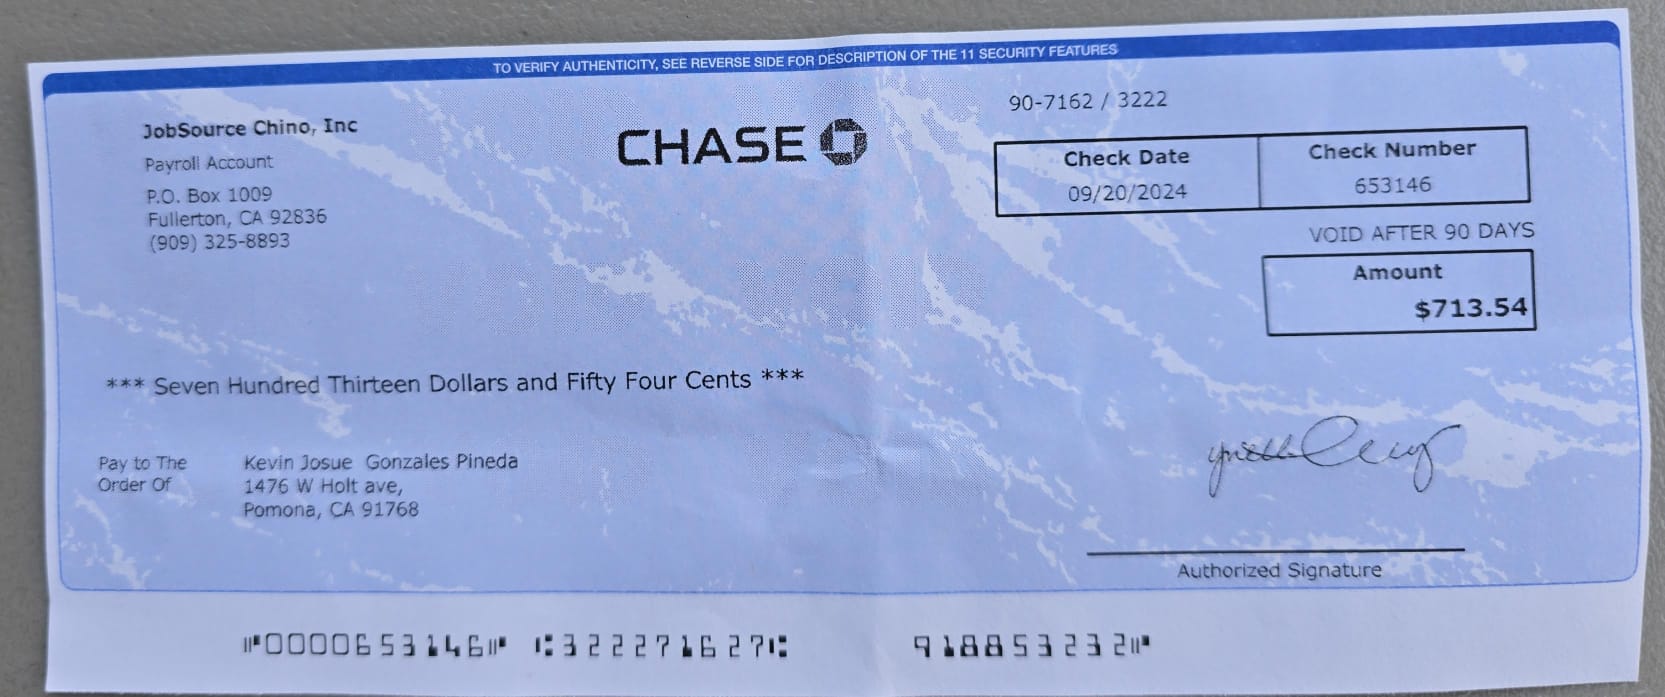 TO VERIFY AUTHENTICITY, SEE REVERSE SIDE FOR DESCRIPTION OF THE 11 SECURITY FEATURES
JobSource Chino, Inc
Payroll Account
P.O. Box 1009
Fullerton, CA 92836
(909) 325-8893
CHASE
90-7162 / 3222
Check Date Check Number
09/20/2024 653146
VOID AFTER 90 DAYS
Amount
$713.54
VOID
*** Seven Hundred Thirteen Dollars and Fifty Four Cents ***
Pay to The Order Of
Kevin Josue Gonzales Pineda
1476 W Holt ave,
Pomona, CA 91768
Authorized Signature
⑈0000653146⑈ ⑆322271627⑆ 918853232⑈